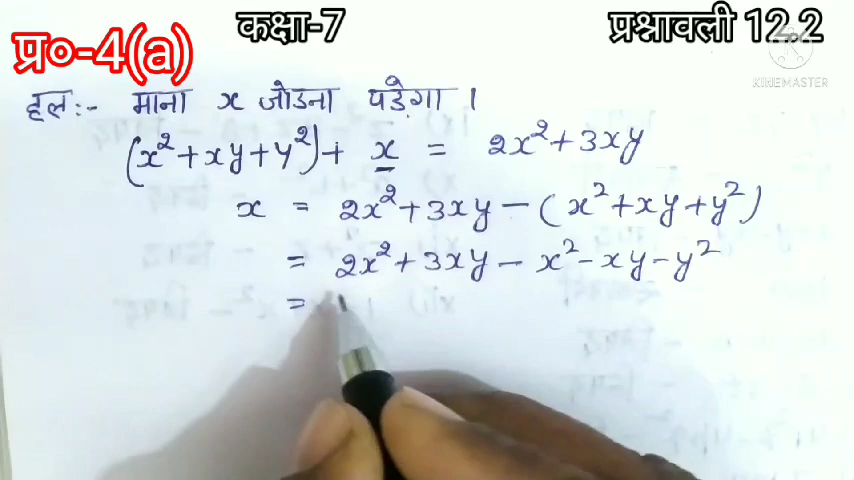 कक्षा-7
प्रश्नावली 12.2
प्र०-4(a)
KINEMASTER
हल:- माना x जोडना पड़ेगा ।
(x²+xy+y²)+ x = 2x²+3xy
x = 2x²+3xy-(x²+xy+y²)
= 2x²+3xy-x²-xy-y²
=